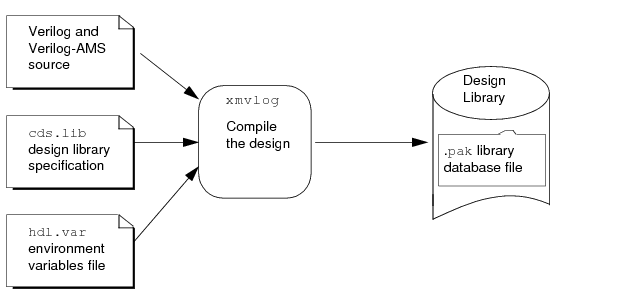 Verilog and
Verilog-AMS
source
cds.lib
design library
specification
hdl.var
environment
variables file
xmvlog
Compile
the design
Design
Library
.pak library
database file